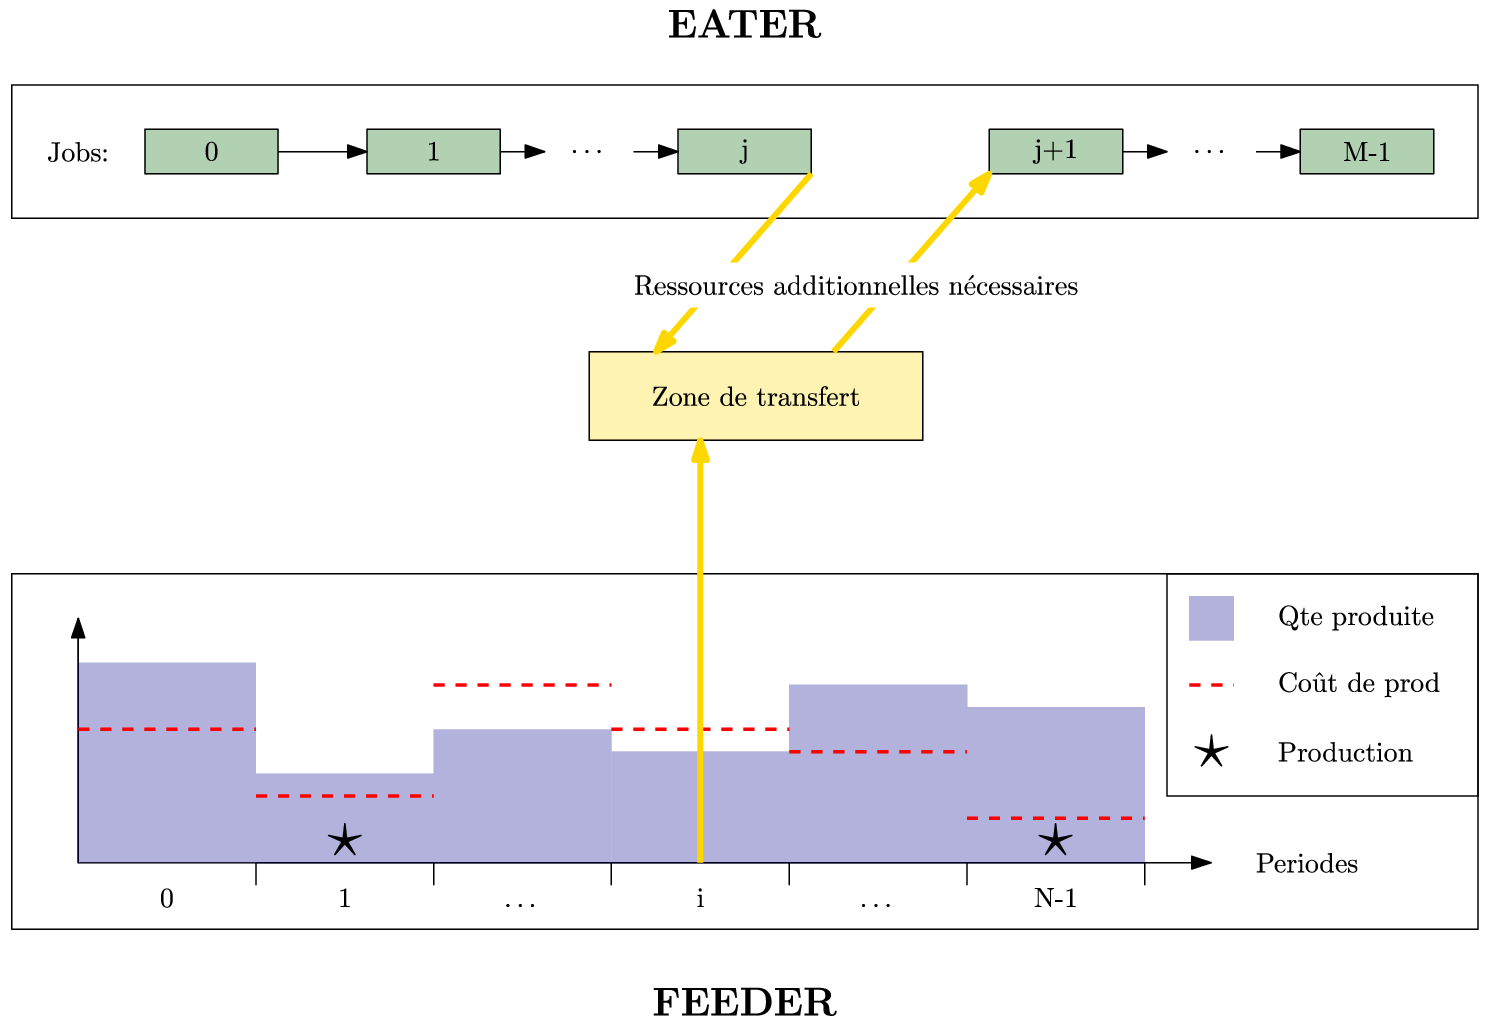 EATER
Jobs: 0 1 ... j j+1 ... M-1
Ressources additionnelles nécessaires
Zone de transfert
Qte produite
Coût de prod
Production
Periodes
0 1 ... i ... N-1
FEEDER